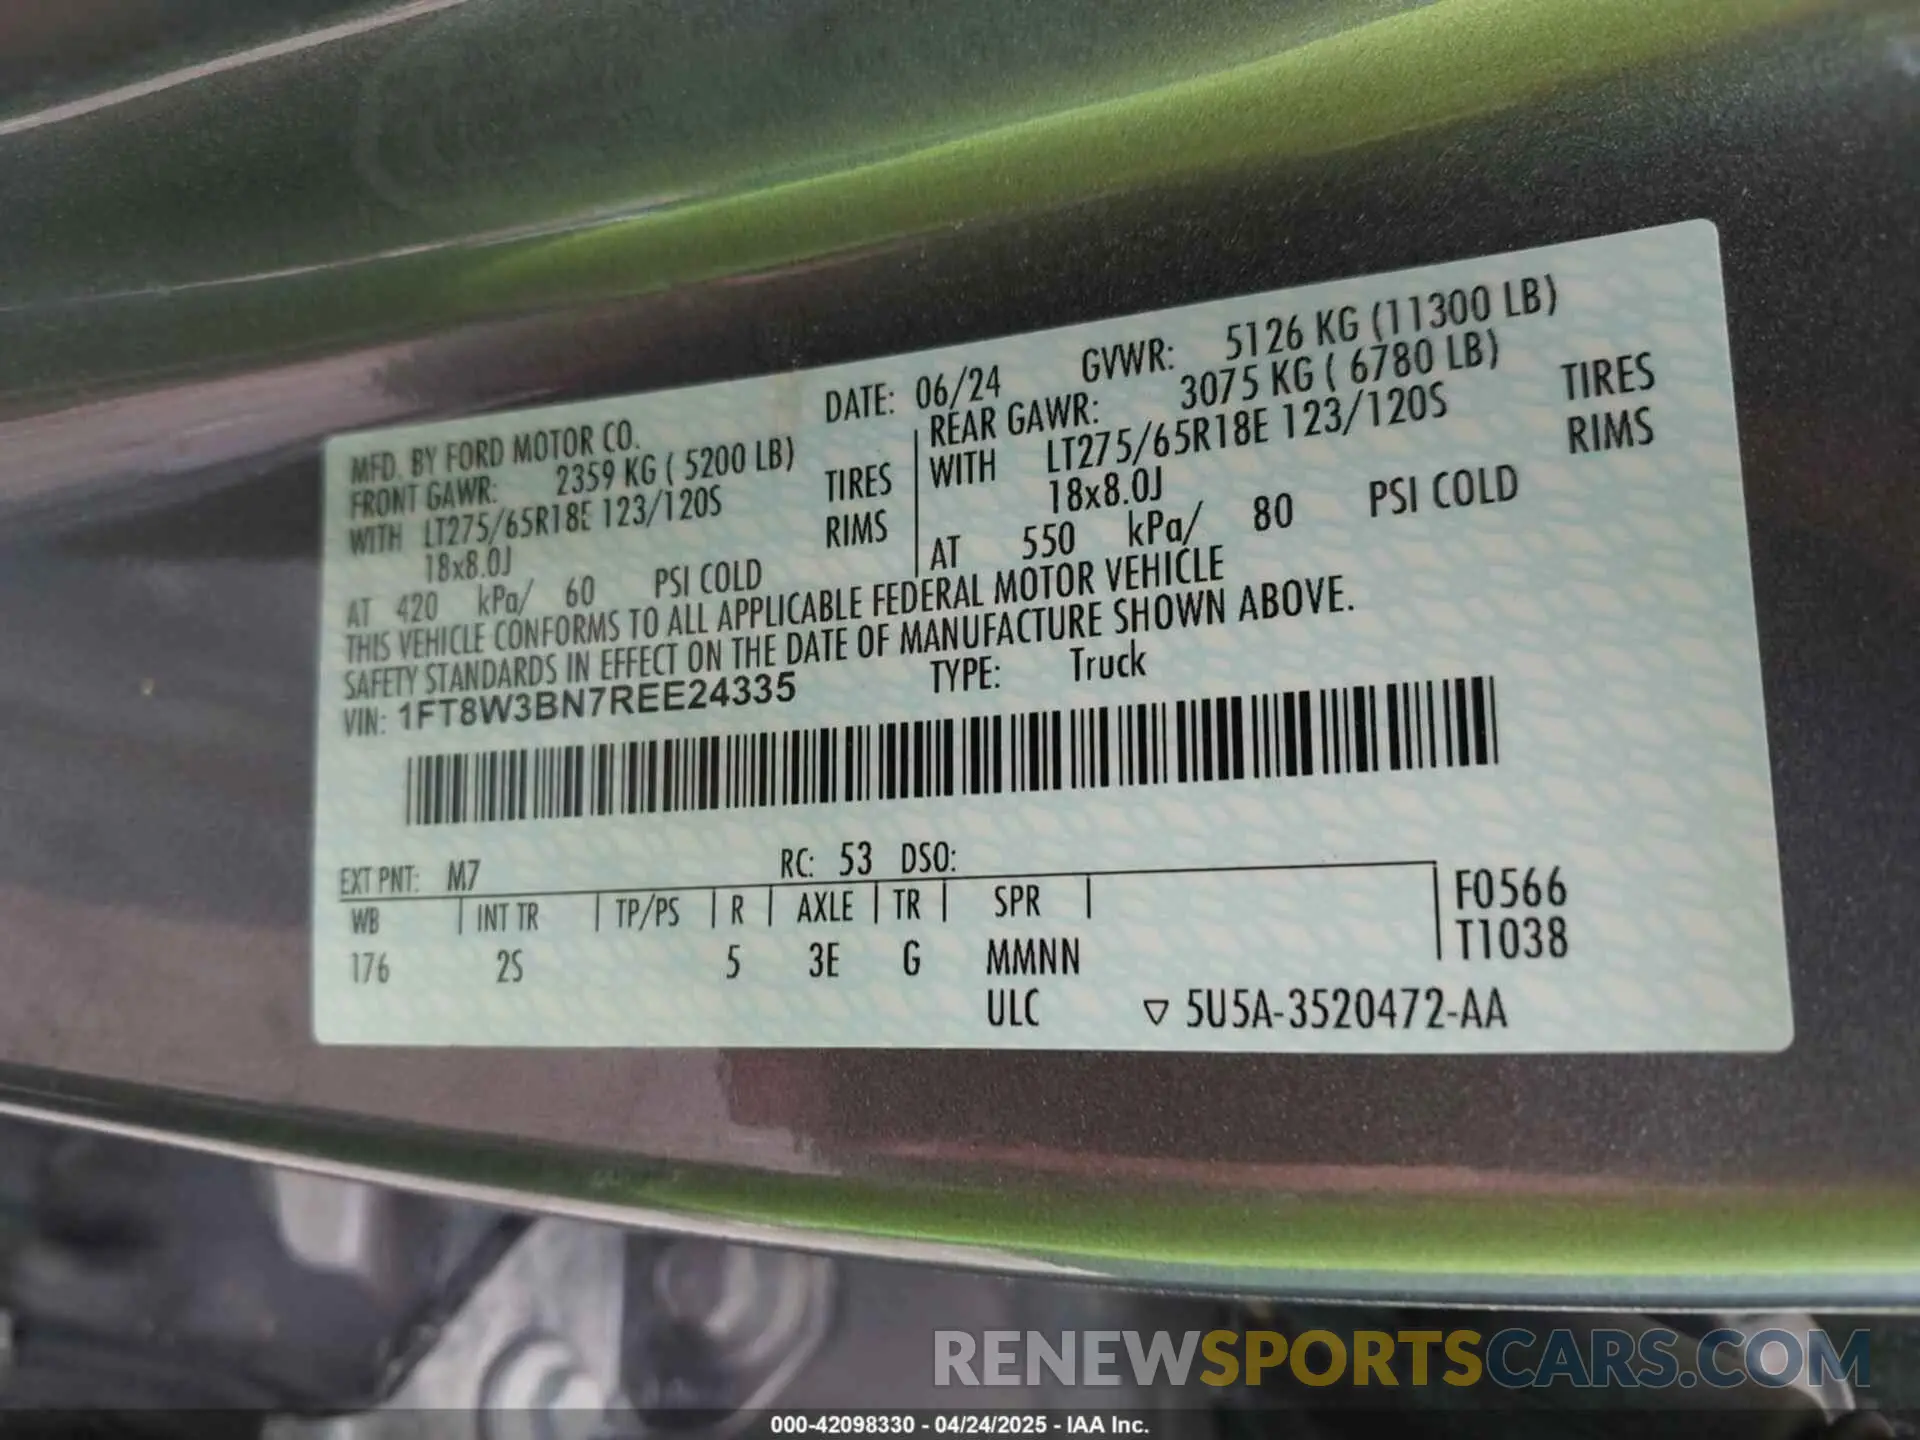 MFD. BY FORD MOTOR CO. DATE: 06/24 GVWR: 5126 KG (11300 LB)
FRONT GAWR: 2359 KG ( 5200 LB) REAR GAWR: 3075 KG ( 6780 LB)
WITH LT275/65R18E 123/120S TIRES WITH LT275/65R18E 123/120S TIRES
18x8.0J RIMS 18x8.0J RIMS
AT 420 kPa/ 60 PSI COLD AT 550 kPa/ 80 PSI COLD
THIS VEHICLE CONFORMS TO ALL APPLICABLE FEDERAL MOTOR VEHICLE
SAFETY STANDARDS IN EFFECT ON THE DATE OF MANUFACTURE SHOWN ABOVE.
VIN: 1FT8W3BN7REE24335 TYPE: Truck
EXT PNT: M7 RC: 53 DSO:
WB INT TR TP/PS R AXLE TR SPR F0566
176 2S 5 3E G MMNN T1038
ULC ▽ 5U5A-3520472-AA
RENEWSPORTSCARS.COM
000-42098330 - 04/24/2025 - IAA Inc.